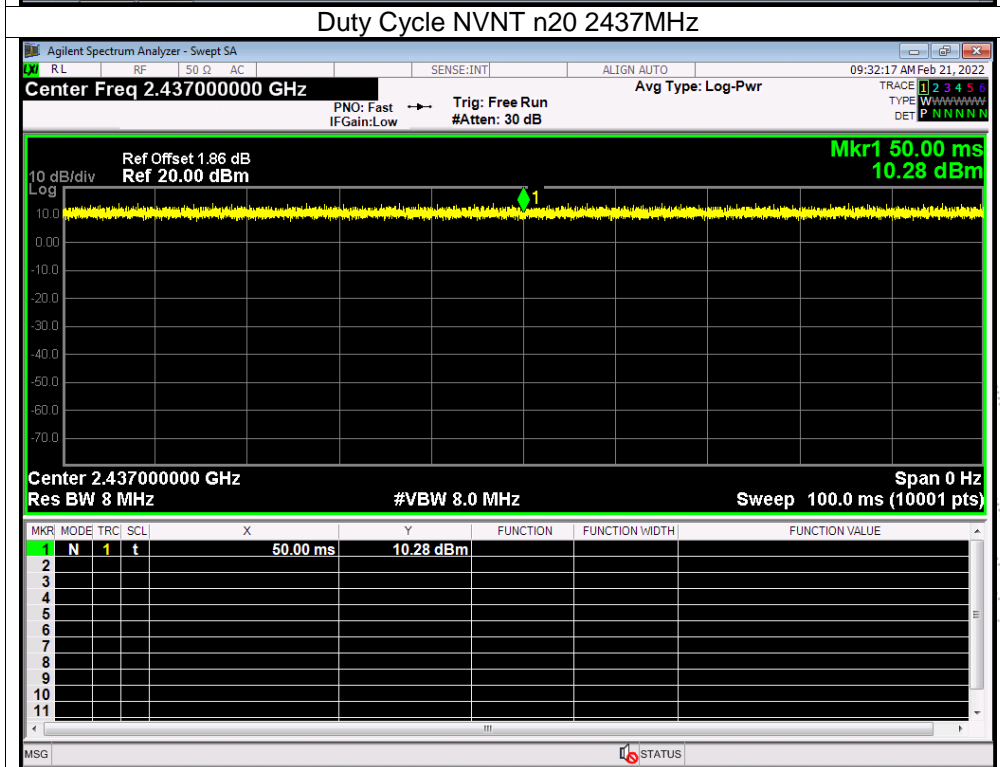 Duty Cycle NVNT n20 2437MHz
Agilent Spectrum Analyzer - Swept SA
LXI RL RF 50 Ω AC SENSE:INT ALIGN AUTO 09:32:17 AM Feb 21, 2022
Center Freq 2.437000000 GHz
PNO: Fast
IFGain:Low
Trig: Free Run
#Atten: 30 dB
Avg Type: Log-Pwr
TRACE 1 2 3 4 5 6
TYPE WWWWWW
DET P N N N N N
Mkr1 50.00 ms
10.28 dBm
Ref Offset 1.86 dB
10 dB/div Ref 20.00 dBm
Log
1
10.0
0.00
-10.0
-20.0
-30.0
-40.0
-50.0
-60.0
-70.0
Center 2.437000000 GHz Span 0 Hz
Res BW 8 MHz #VBW 8.0 MHz Sweep 100.0 ms (10001 pts)
MKR MODE TRC SCL X Y FUNCTION FUNCTION WIDTH FUNCTION VALUE
1 N 1 t 50.00 ms 10.28 dBm
2
3
4
5
6
7
8
9
10
11
MSG STATUS